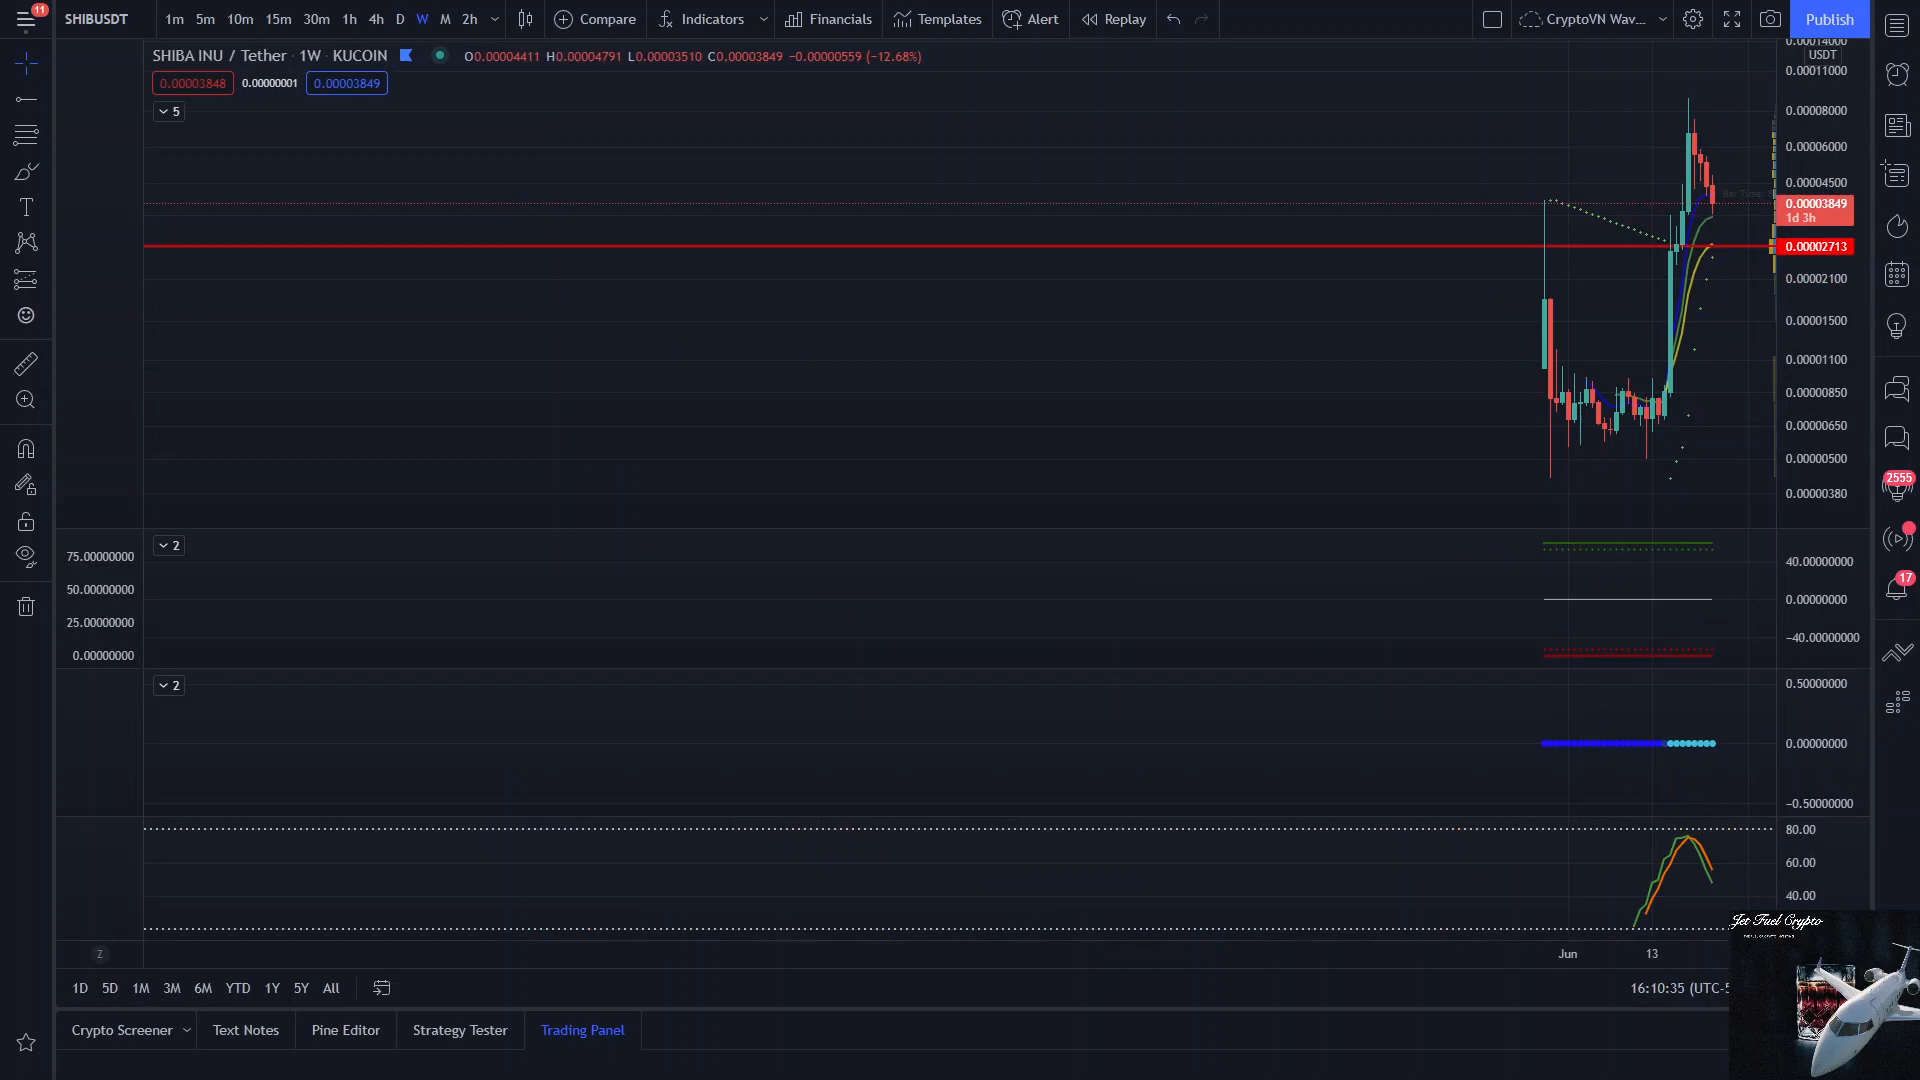 11
SHIBUSDT
1m 5m 10m 15m 30m 1h 4h D W M 2h
Compare
Indicators
Financials
Templates
Alert
Replay
CryptoVN Wav...
Publish
SHIBA INU / Tether · 1W · KUCOIN
O0.00004411 H0.00004791 L0.00003510 C0.00003849 −0.00000559 (−12.68%)
0.00003848 0.00000001 0.00003849
5
0.00014000
USDT
0.00011000
0.00008000
0.00006000
0.00004500
Bar Time:
0.00003849
1d 3h
0.00002713
0.00002100
0.00001500
0.00001100
0.00000850
0.00000650
0.00000500
0.00000380
2
75.00000000
50.00000000
25.00000000
0.00000000
40.00000000
0.00000000
−40.00000000
2
0.50000000
0.00000000
−0.50000000
80.00
60.00
40.00
2555
17
Z
Jun 13
1D 5D 1M 3M 6M YTD 1Y 5Y All
16:10:35 (UTC-5
Crypto Screener
Text Notes
Pine Editor
Strategy Tester
Trading Panel
Jet Fuel Crypto